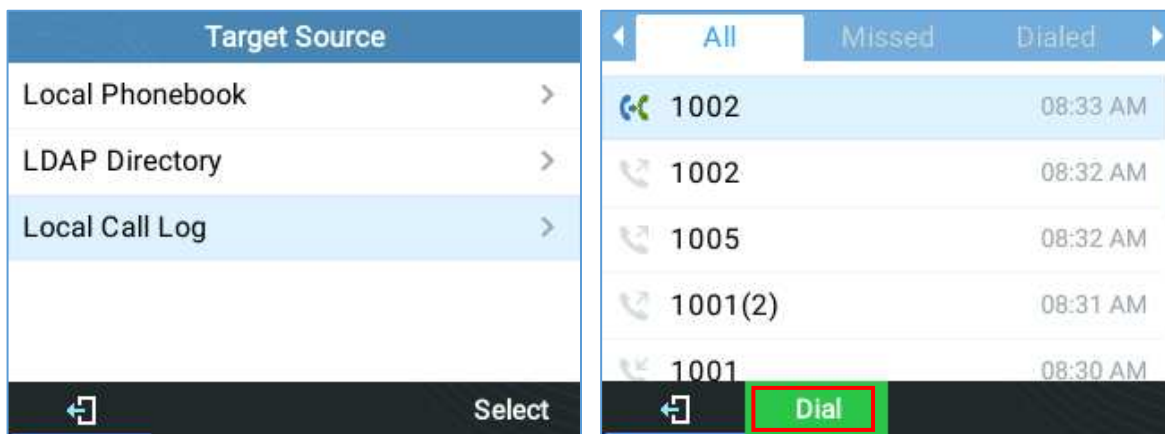 Target Source
Local Phonebook
LDAP Directory
Local Call Log
Select
All Missed Dialed
1002 08:33 AM
1002 08:32 AM
1005 08:32 AM
1001(2) 08:31 AM
1001 08:30 AM
Dial